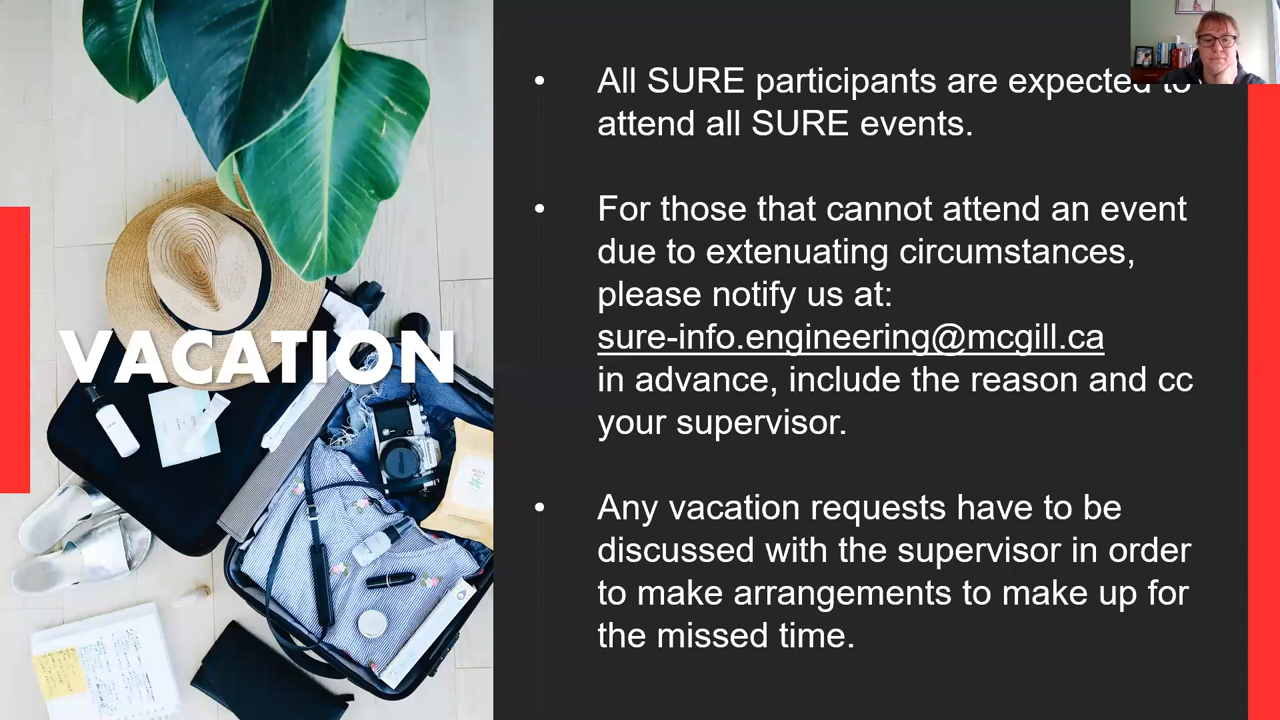 VACATION
• All SURE participants are expected to
attend all SURE events.
• For those that cannot attend an event
due to extenuating circumstances,
please notify us at:
sure-info.engineering@mcgill.ca
in advance, include the reason and cc
your supervisor.
• Any vacation requests have to be
discussed with the supervisor in order
to make arrangements to make up for
the missed time.